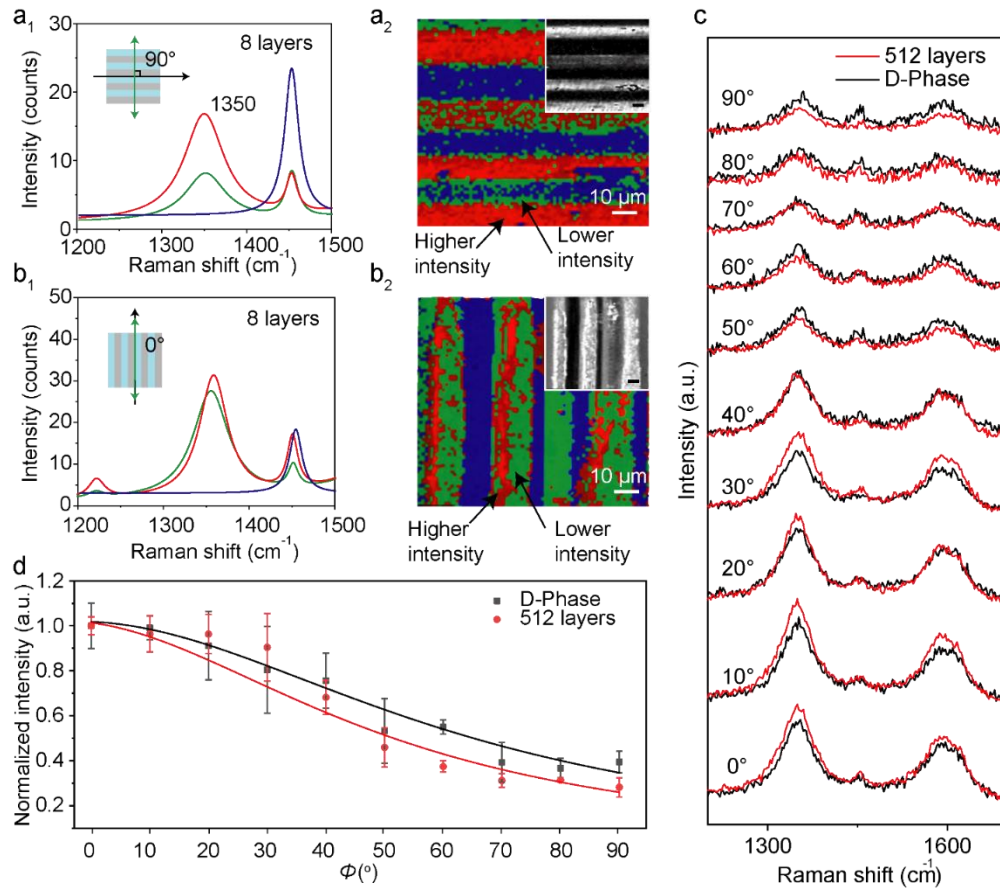 a1
30
20
10
0
Intensity (counts)
90°
8 layers
1350
1200 1300 1400 1500
Raman shift (cm-1)
a2
10 μm
Higher
intensity
Lower
intensity
b1
50
40
30
20
10
0
Intensity (counts)
0°
8 layers
1200 1300 1400 1500
Raman shift (cm-1)
b2
10 μm
Higher
intensity
Lower
intensity
c
512 layers
D-Phase
90°
80°
70°
60°
50°
40°
30°
20°
10°
0°
Intensity (a.u.)
1300 1600
Raman shift (cm-1)
d
1.2
1.0
0.8
0.6
0.4
0.2
Normalized intensity (a.u.)
D-Phase
512 layers
0 10 20 30 40 50 60 70 80 90
Φ(°)